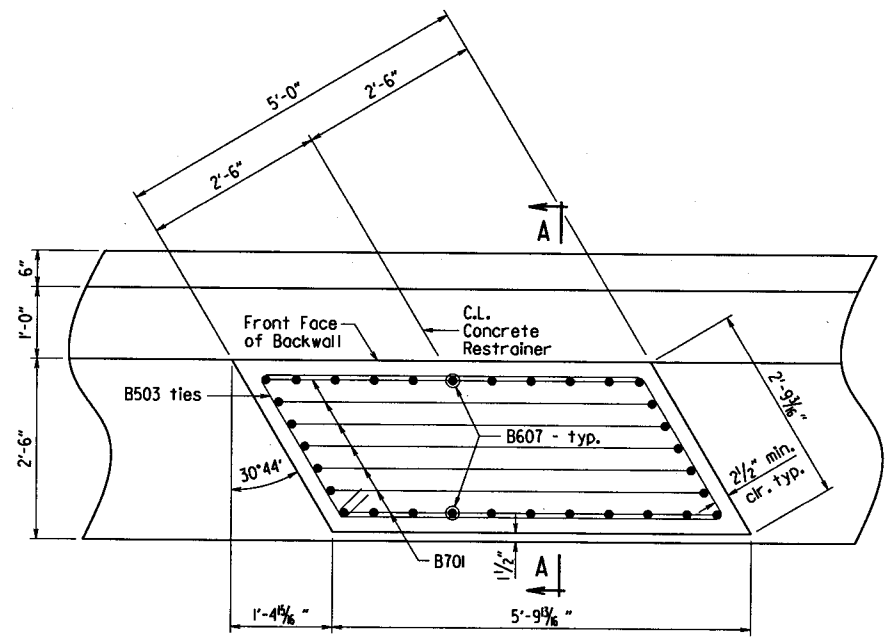 5'-0"
2'-6"
2'-6"
A
6"
1'-0"
2'-6"
Front Face
of Backwall
C.L.
Concrete
Restrainer
B503 ties
B607 - typ.
2'-9 3/16"
2 1/2" min.
clr. typ.
30°44'
B701
1 1/2"
A
1'-4 15/16 "
5'-9 13/16 "